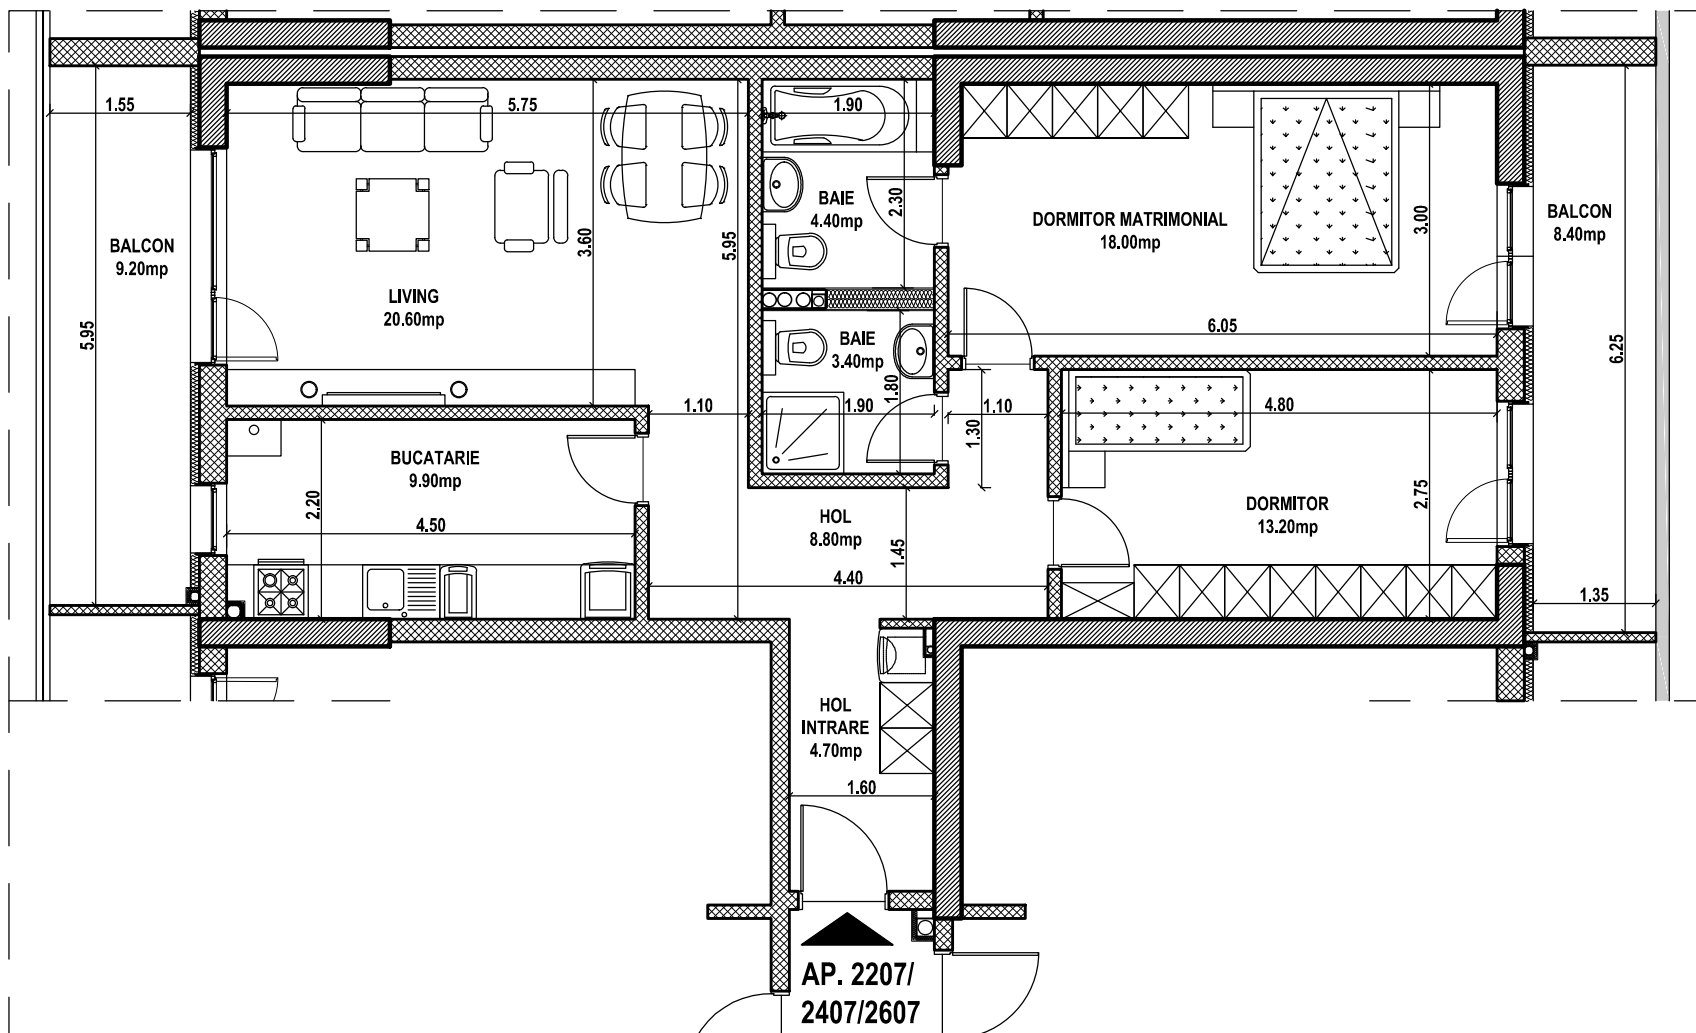 1.55
5.75
1.90
BALCON
9.20mp
5.95
LIVING
20.60mp
3.60
5.95
BAIE
4.40mp
2.30
DORMITOR MATRIMONIAL
18.00mp
3.00
BALCON
8.40mp
6.05
6.25
BAIE
3.40mp
1.80
1.10
1.90
1.10
1.30
4.80
BUCATARIE
9.90mp
2.20
4.50
HOL
8.80mp
1.45
4.40
DORMITOR
13.20mp
2.75
1.35
HOL
INTRARE
4.70mp
1.60
AP. 2207/
2407/2607